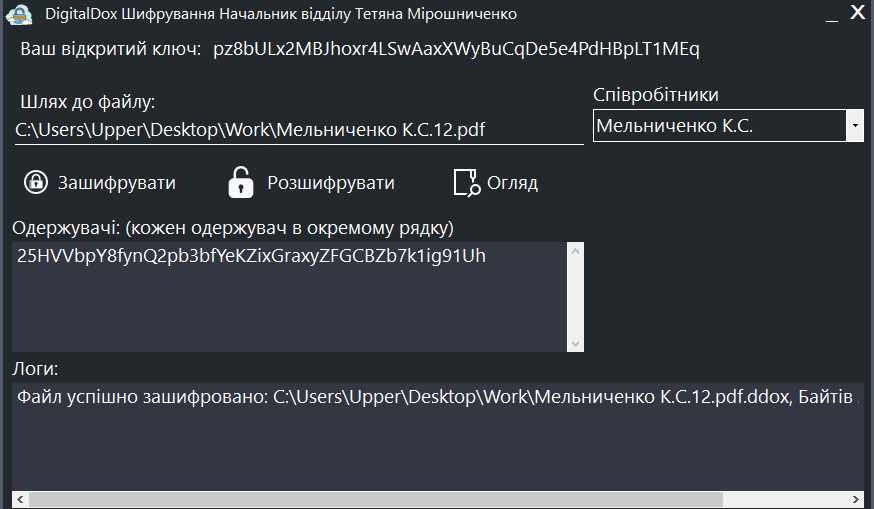 DigitalDox Шифрування Начальник відділу Тетяна Мірошниченко
Ваш відкритий ключ: pz8bULx2MBJhoxr4LSwAaxXWyBuCqDe5e4PdHBpLT1MEq
Шлях до файлу:
C:\Users\Upper\Desktop\Work\Мельниченко К.С.12.pdf
Співробітники
Мельниченко К.С.
Зашифрувати Розшифрувати Огляд
Одержувачі: (кожен одержувач в окремому рядку)
25HVVbpY8fynQ2pb3bfYeKZixGraxyZFGCBZb7k1ig91Uh
Логи:
Файл успішно зашифровано: C:\Users\Upper\Desktop\Work\Мельниченко К.С.12.pdf.ddox, Байтів